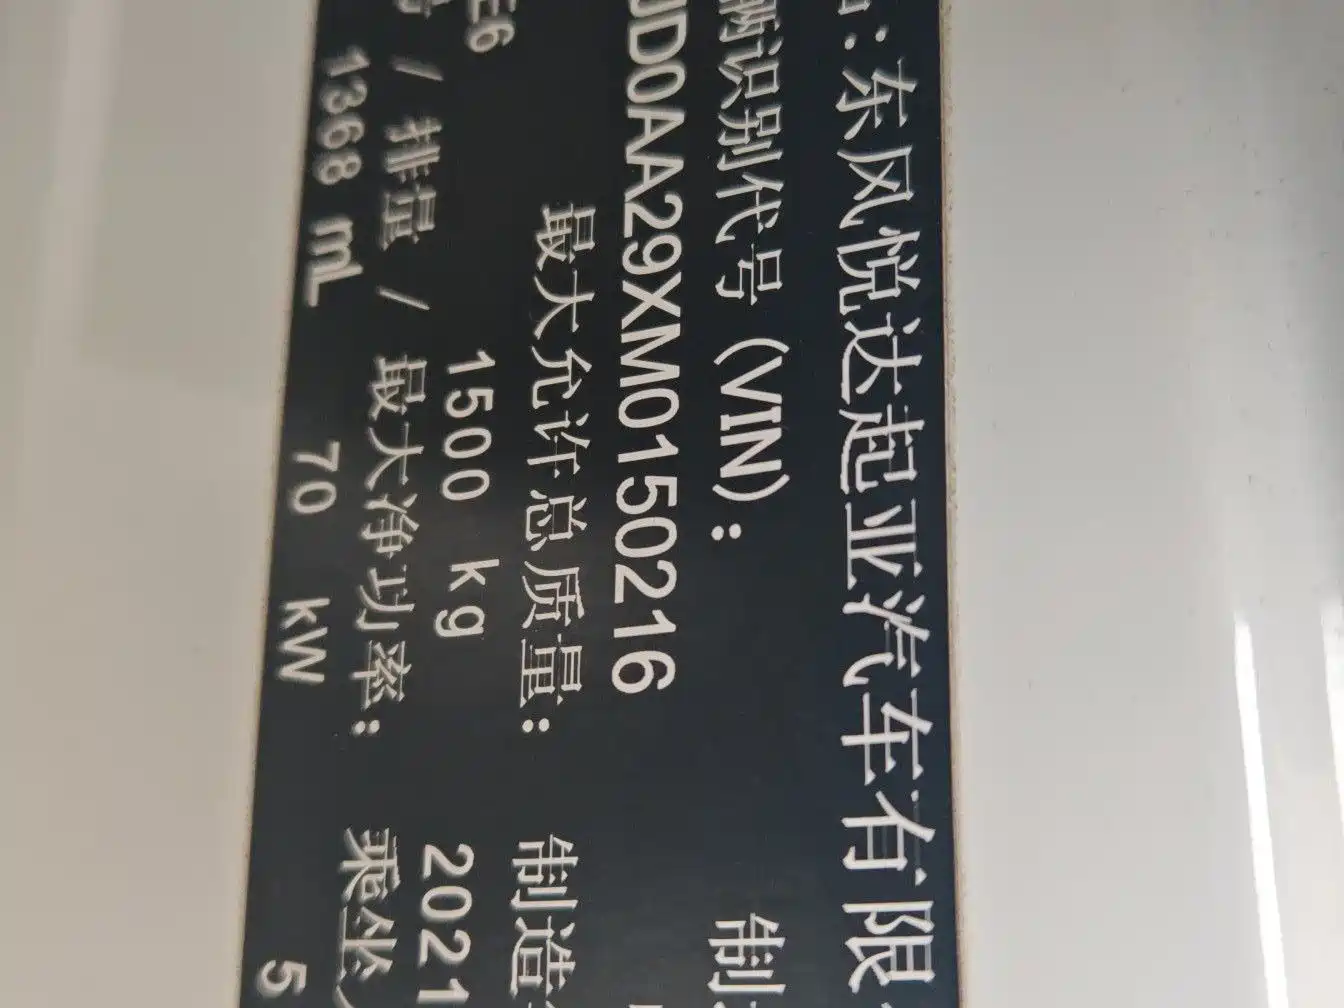 :东风悦达起亚汽车有限
辆识别代号(VIN): 制
JD0AA29XM0150216
最大允许总质量: 制造
E6 1500 kg 2021
/ 排量 / 最大净功率: 乘坐
1368 mL 70 kW 5